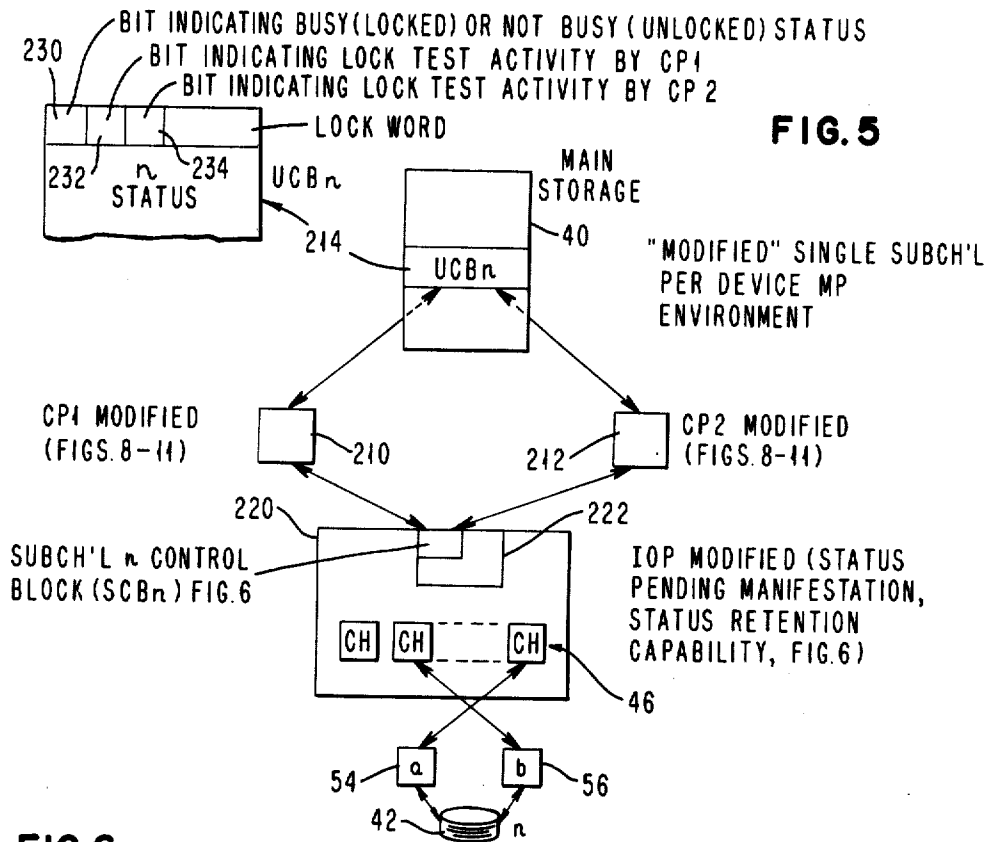 BIT INDICATING BUSY(LOCKED) OR NOT BUSY (UNLOCKED) STATUS
230
BIT INDICATING LOCK TEST ACTIVITY BY CP1
BIT INDICATING LOCK TEST ACTIVITY BY CP2
LOCK WORD
FIG. 5
232
n
234
STATUS
UCBn
214
MAIN
STORAGE
40
UCBn
"MODIFIED" SINGLE SUBCH'L
PER DEVICE MP
ENVIRONMENT
CP1 MODIFIED
(FIGS. 8-11)
210
212
CP2 MODIFIED
(FIGS. 8-11)
220
222
SUBCH'L n CONTROL
BLOCK (SCBn) FIG.6
IOP MODIFIED (STATUS
PENDING MANIFESTATION,
STATUS RETENTION
CAPABILITY, FIG.6)
CH
CH
CH
46
54
a
b
56
42
n